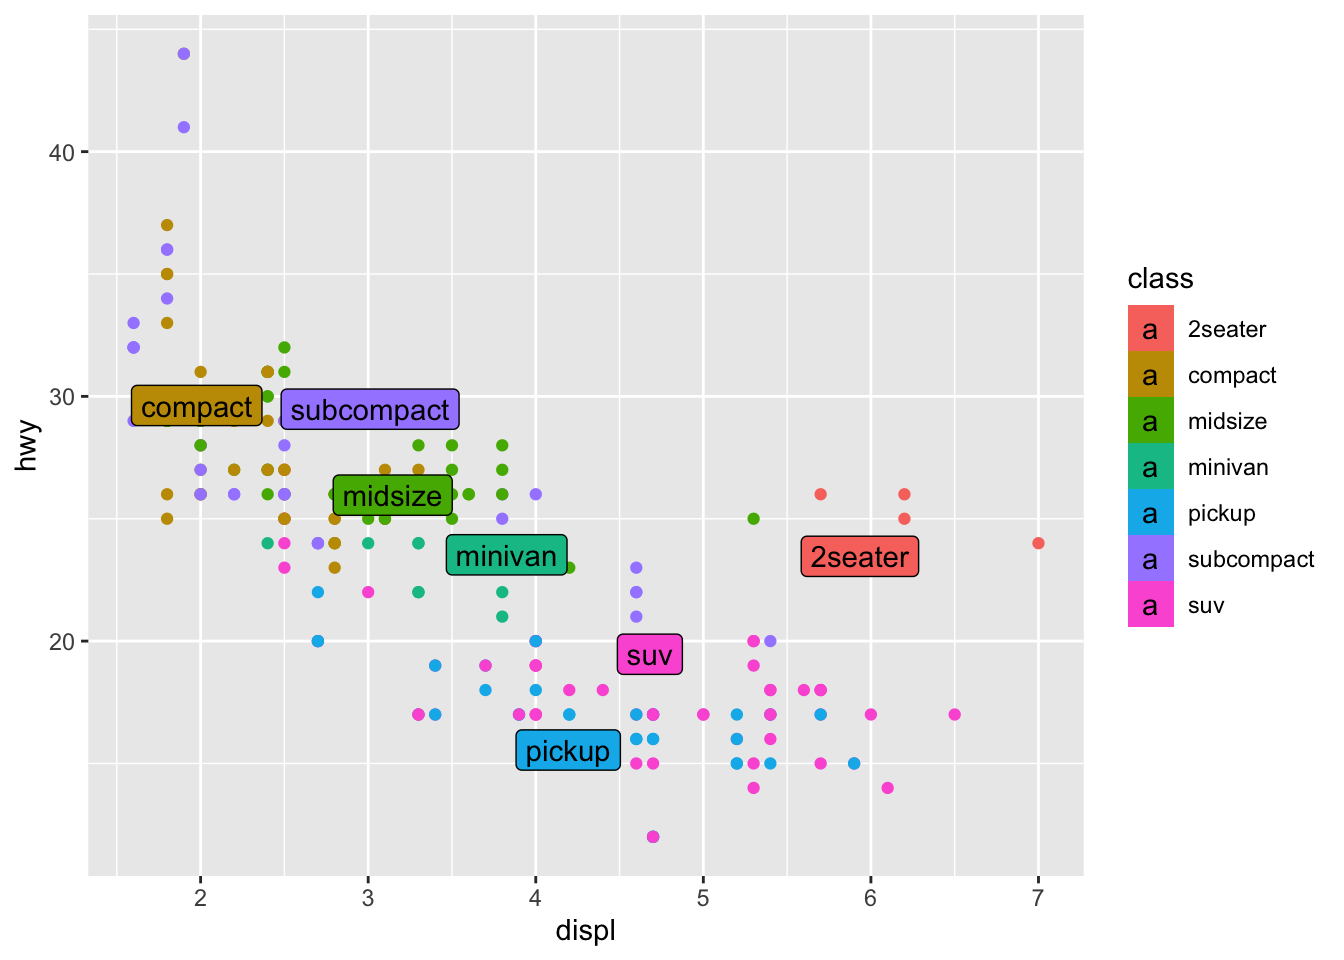 40
30
20
hwy
compact
subcompact
midsize
minivan
2seater
suv
pickup
2 3 4 5 6 7
displ
class
a 2seater
a compact
a midsize
a minivan
a pickup
a subcompact
a suv